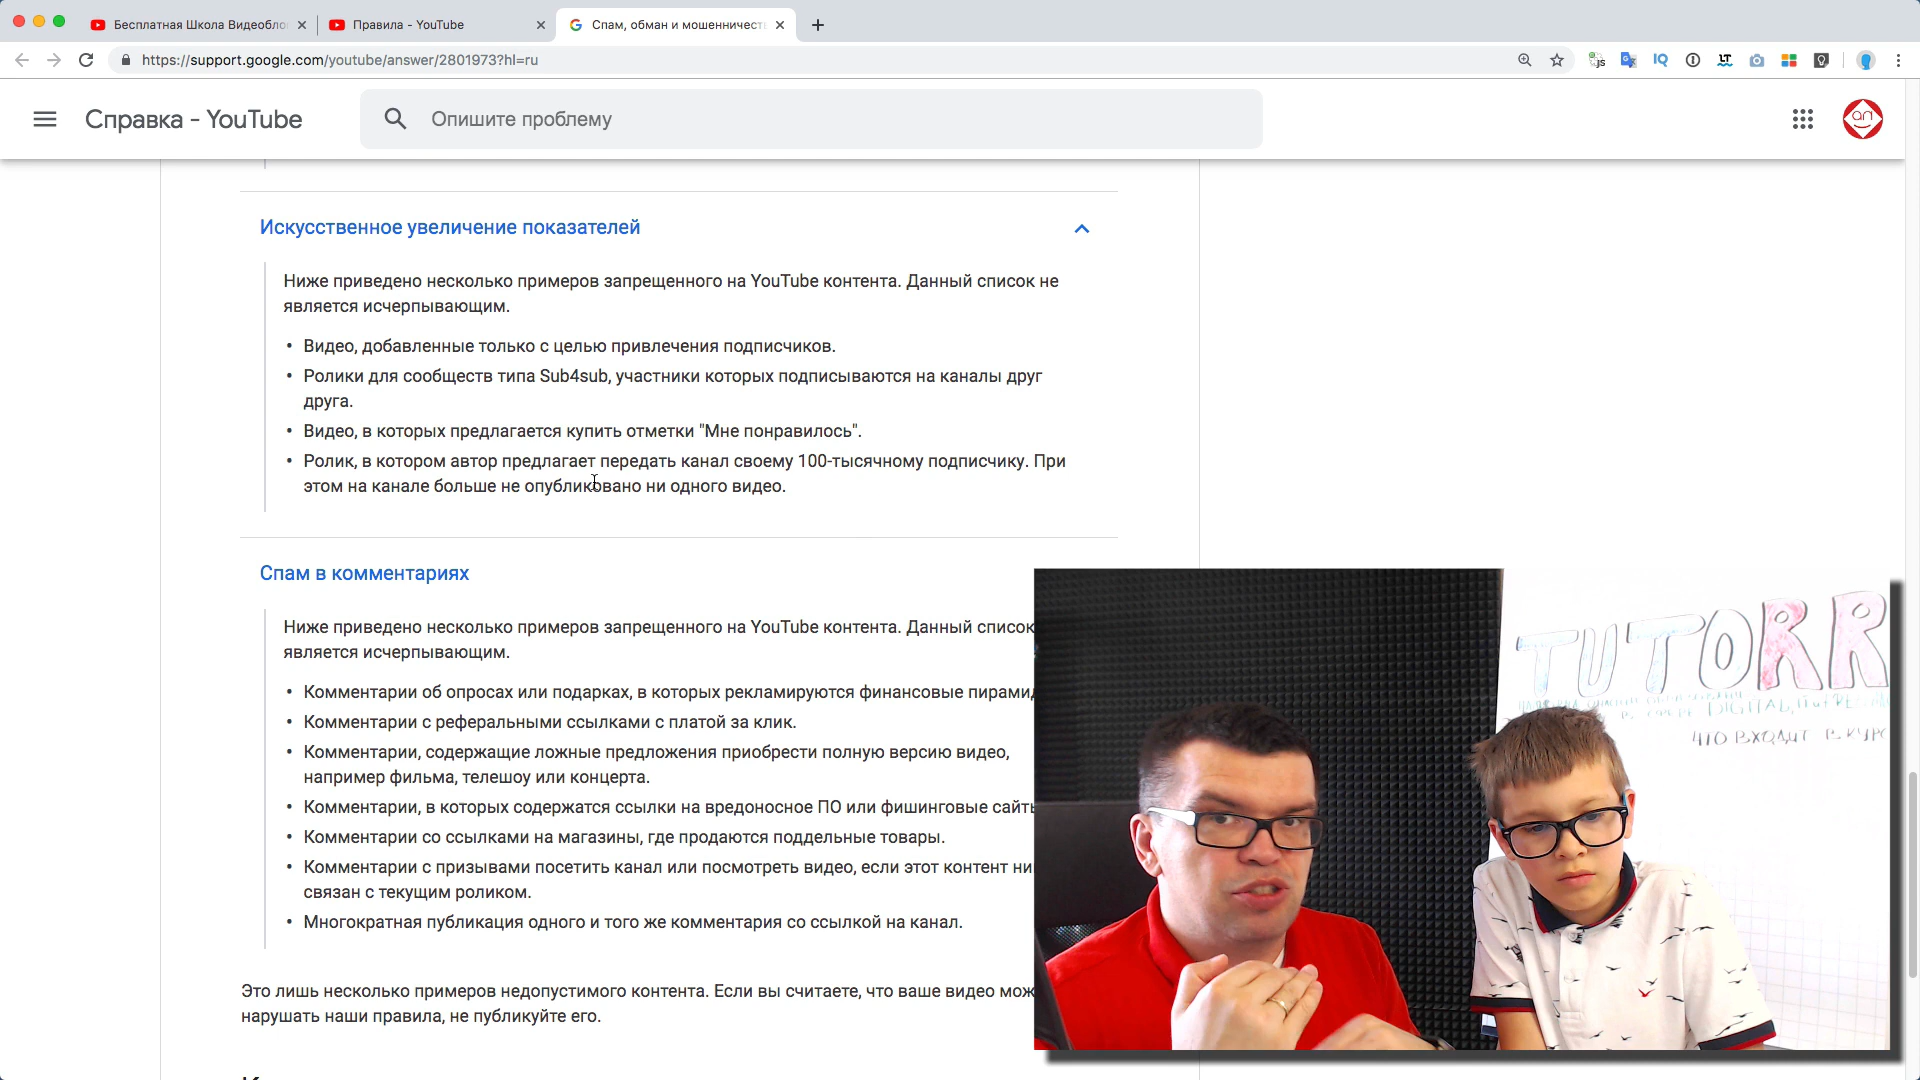 Бесплатная Школа Видеобло
Правила - YouTube
Спам, обман и мошенничест
https://support.google.com/youtube/answer/2801973?hl=ru
Справка - YouTube
Опишите проблему
Искусственное увеличение показателей
Ниже приведено несколько примеров запрещенного на YouTube контента. Данный список не
является исчерпывающим.
• Видео, добавленные только с целью привлечения подписчиков.
• Ролики для сообществ типа Sub4sub, участники которых подписываются на каналы друг
друга.
• Видео, в которых предлагается купить отметки "Мне понравилось".
• Ролик, в котором автор предлагает передать канал своему 100-тысячному подписчику. При
этом на канале больше не опубликовано ни одного видео.
Спам в комментариях
Ниже приведено несколько примеров запрещенного на YouTube контента. Данный список
является исчерпывающим.
• Комментарии об опросах или подарках, в которых рекламируются финансовые пирамид
• Комментарии с реферальными ссылками с платой за клик.
• Комментарии, содержащие ложные предложения приобрести полную версию видео,
например фильма, телешоу или концерта.
• Комментарии, в которых содержатся ссылки на вредоносное ПО или фишинговые сайты
• Комментарии со ссылками на магазины, где продаются поддельные товары.
• Комментарии с призывами посетить канал или посмотреть видео, если этот контент ни
связан с текущим роликом.
• Многократная публикация одного и того же комментария со ссылкой на канал.
Это лишь несколько примеров недопустимого контента. Если вы считаете, что ваше видео мож
нарушать наши правила, не публикуйте его.
TUTORR
DIGITAL,
ЧТО ВХОДИТ В КУРС